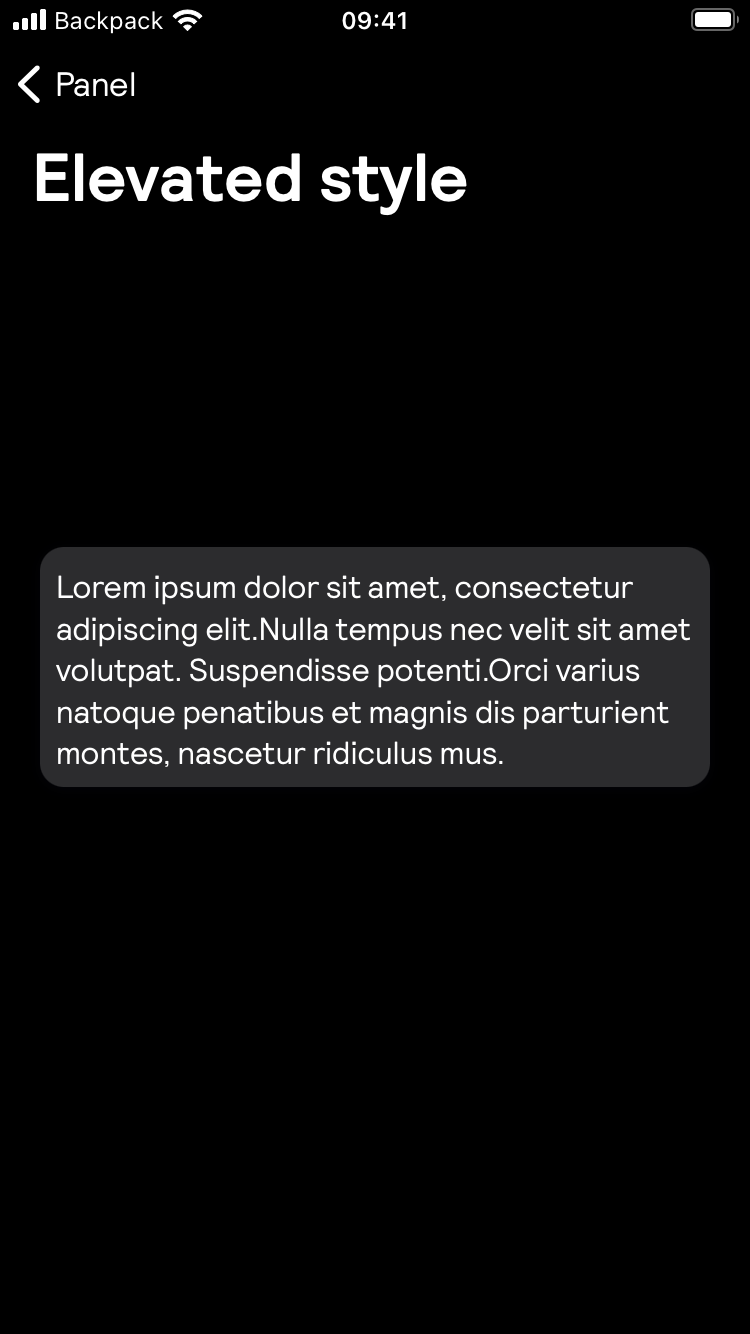 Backpack 09:41
Panel
Elevated style
Lorem ipsum dolor sit amet, consectetur
adipiscing elit.Nulla tempus nec velit sit amet
volutpat. Suspendisse potenti.Orci varius
natoque penatibus et magnis dis parturient
montes, nascetur ridiculus mus.